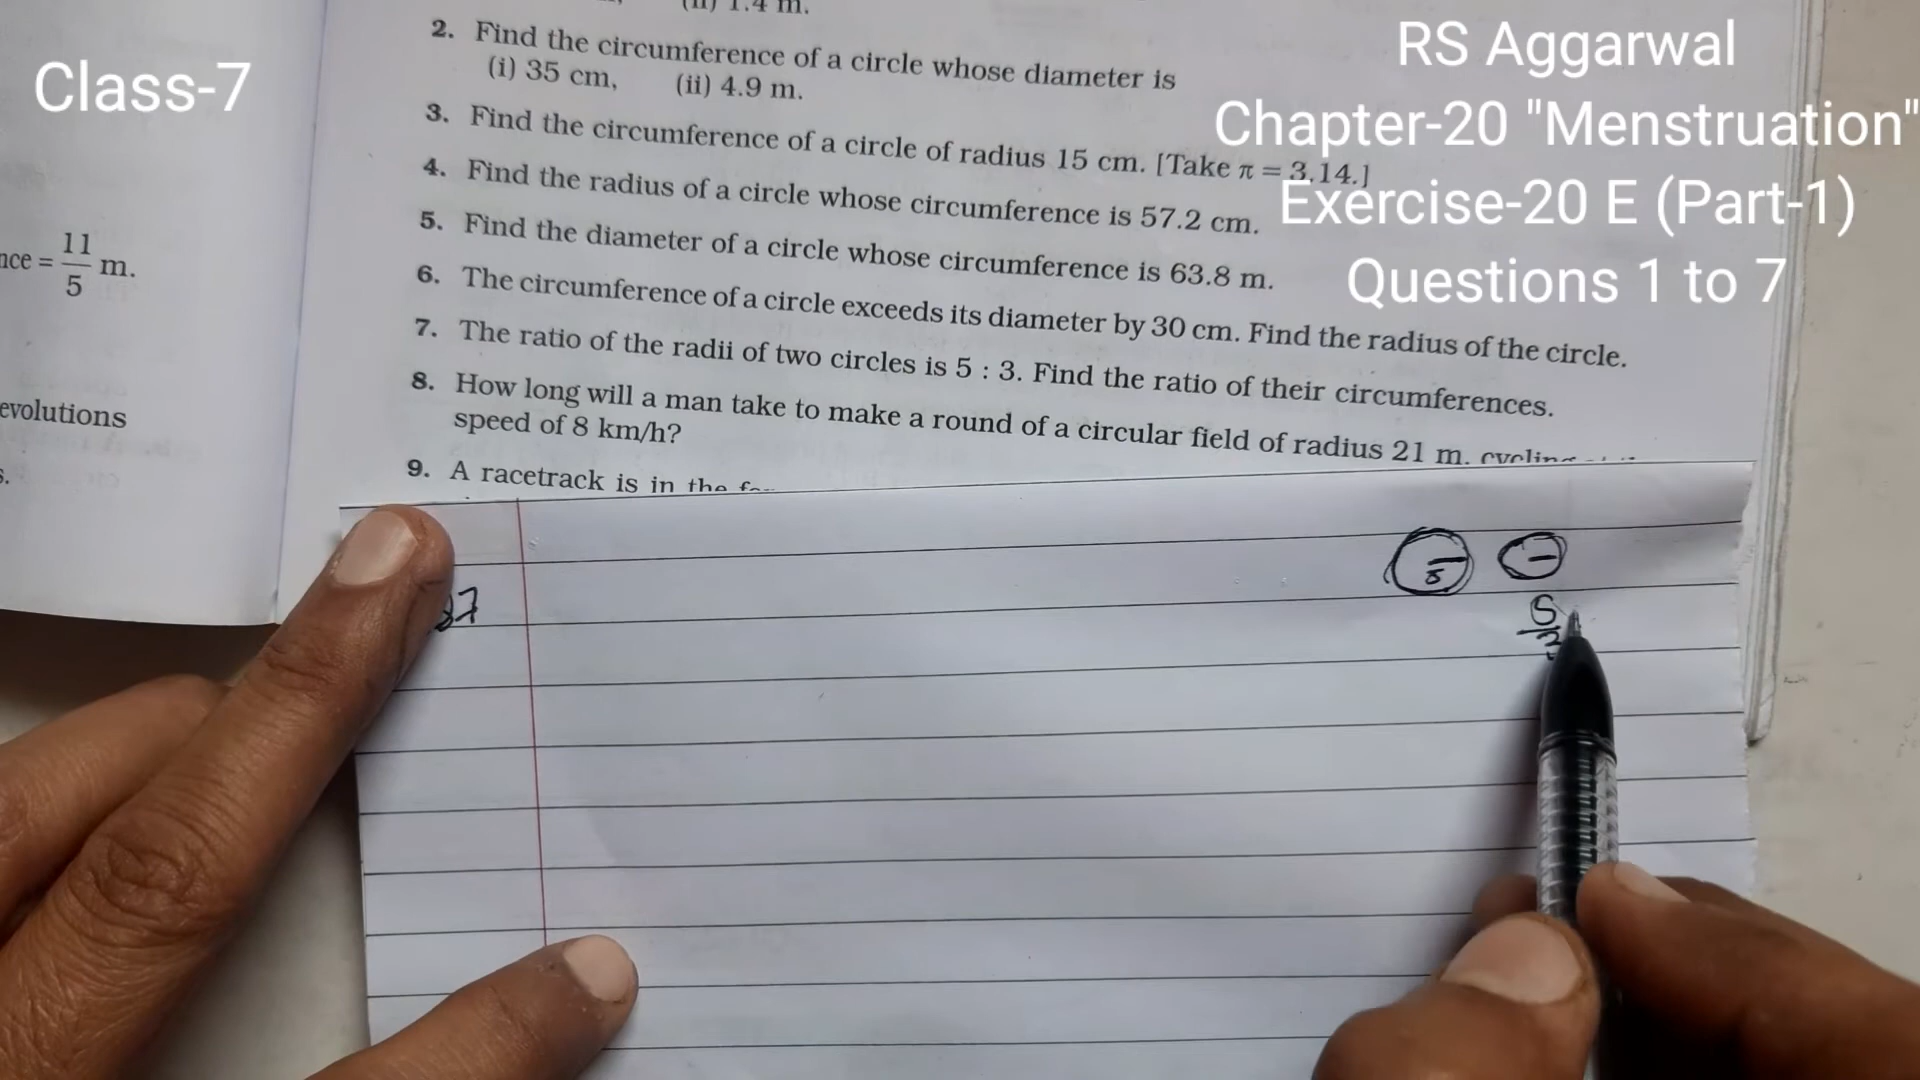 (ii) 1.4 m.
2. Find the circumference of a circle whose diameter is
(i) 35 cm, (ii) 4.9 m.
3. Find the circumference of a circle of radius 15 cm. [Take π = 3.14.]
4. Find the radius of a circle whose circumference is 57.2 cm.
5. Find the diameter of a circle whose circumference is 63.8 m.
6. The circumference of a circle exceeds its diameter by 30 cm. Find the radius of the circle.
7. The ratio of the radii of two circles is 5 : 3. Find the ratio of their circumferences.
8. How long will a man take to make a round of a circular field of radius 21 m, cycling
speed of 8 km/h?
9. A racetrack is in the
Class-7
RS Aggarwal
Chapter-20 "Menstruation"
Exercise-20 E (Part-1)
Questions 1 to 7
nce = 11/5 m.
evolutions
s.
87
5
5/3